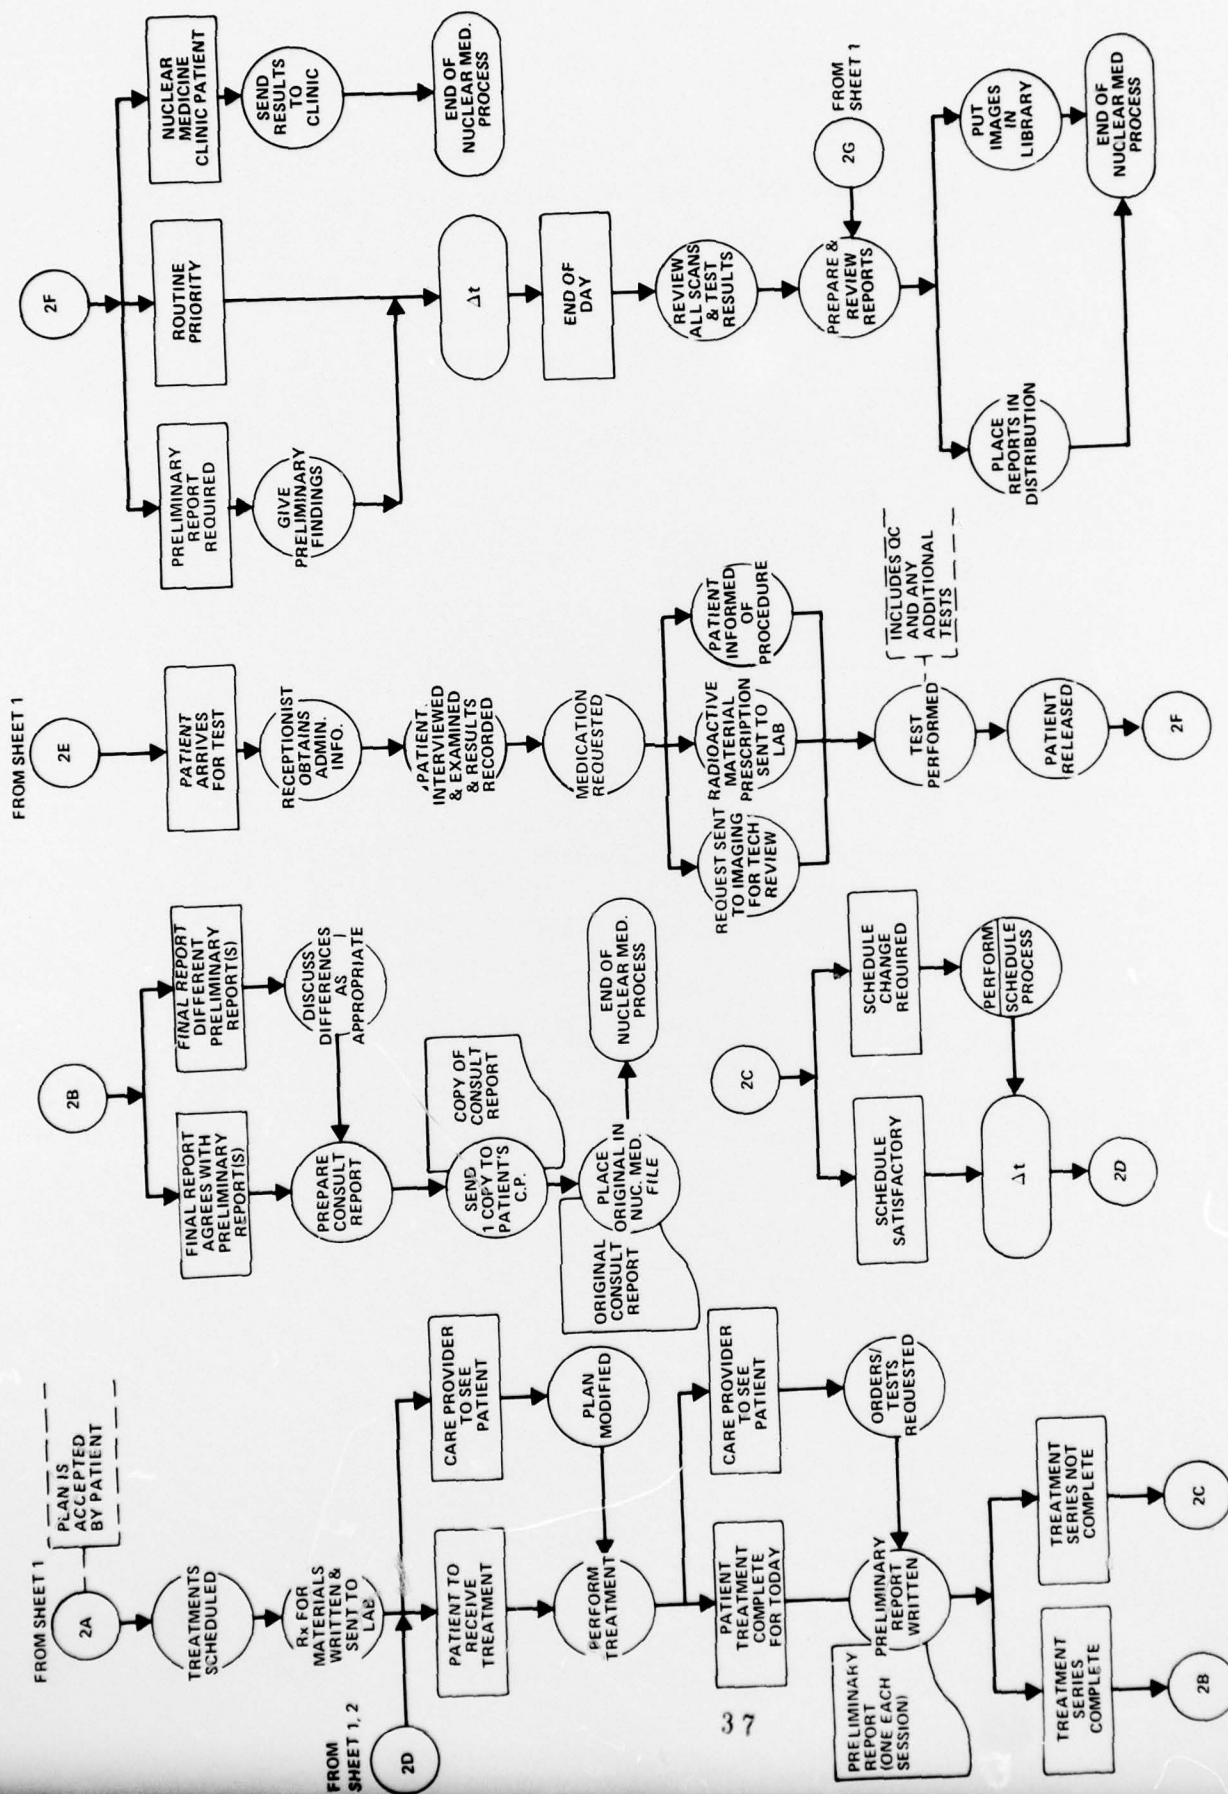 FROM SHEET 1
2A
PLAN IS
ACCEPTED
BY PATIENT
TREATMENTS
SCHEDULED
Rx FOR
MATERIALS
WRITTEN &
SENT TO
LAB
FROM
SHEET 1, 2
2D
PATIENT TO
RECEIVE
TREATMENT
CARE PROVIDER
TO SEE
PATIENT
PLAN
MODIFIED
PERFORM
TREATMENT
PATIENT
TREATMENT
COMPLETE
FOR TODAY
CARE PROVIDER
TO SEE
PATIENT
ORDERS/
TESTS
REQUESTED
PRELIMINARY
REPORT
WRITTEN
PRELIMINARY
REPORT
(ONE EACH
SESSION)
TREATMENT
SERIES
COMPLETE
2B
TREATMENT
SERIES NOT
COMPLETE
2C
2B
FINAL REPORT
AGREES WITH
PRELIMINARY
REPORT(S)
FINAL REPORT
DIFFERENT
PRELIMINARY
REPORT(S)
DISCUSS
DIFFERENCES
AS
APPROPRIATE
PREPARE
CONSULT
REPORT
SEND
1 COPY TO
PATIENT'S
C.P.
COPY OF
CONSULT
REPORT
PLACE
ORIGINAL IN
NUC. MED.
FILE
ORIGINAL
CONSULT
REPORT
END OF
NUCLEAR MED.
PROCESS
2C
SCHEDULE
SATISFACTORY
SCHEDULE
CHANGE
REQUIRED
PERFORM
SCHEDULE
PROCESS
Δt
2D
FROM SHEET 1
2E
PATIENT
ARRIVES
FOR TEST
RECEPTIONIST
OBTAINS
ADMIN.
INFO.
PATIENT
INTERVIEWED
& EXAMINED
& RESULTS
RECORDED
MEDICATION
REQUESTED
REQUEST SENT
TO IMAGING
FOR TECH
REVIEW
RADIOACTIVE
MATERIAL
PRESCRIPTION
SENT TO
LAB
PATIENT
INFORMED
OF
PROCEDURE
TEST
PERFORMED
INCLUDES QC
AND ANY
ADDITIONAL
TESTS
PATIENT
RELEASED
2F
2F
PRELIMINARY
REPORT
REQUIRED
GIVE
PRELIMINARY
FINDINGS
ROUTINE
PRIORITY
NUCLEAR
MEDICINE
CLINIC PATIENT
SEND
RESULTS
TO
CLINIC
END OF
NUCLEAR MED.
PROCESS
Δt
END OF
DAY
REVIEW
ALL SCANS
& TEST
RESULTS
PREPARE &
REVIEW
REPORTS
2G
FROM
SHEET 1
PLACE
REPORTS IN
DISTRIBUTION
PUT
IMAGES
IN
LIBRARY
END OF
NUCLEAR MED
PROCESS
37